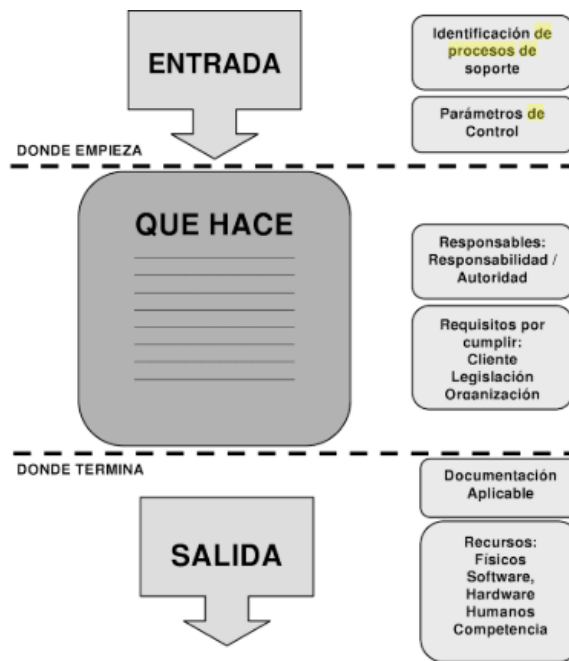 ENTRADA
Identificación de
procesos de
soporte
Parámetros de
Control
DONDE EMPIEZA
QUE HACE
Responsables:
Responsabilidad /
Autoridad
Requisitos por
cumplir:
Cliente
Legislación
Organización
DONDE TERMINA
Documentación
Aplicable
SALIDA
Recursos:
Físicos
Software,
Hardware
Humanos
Competencia